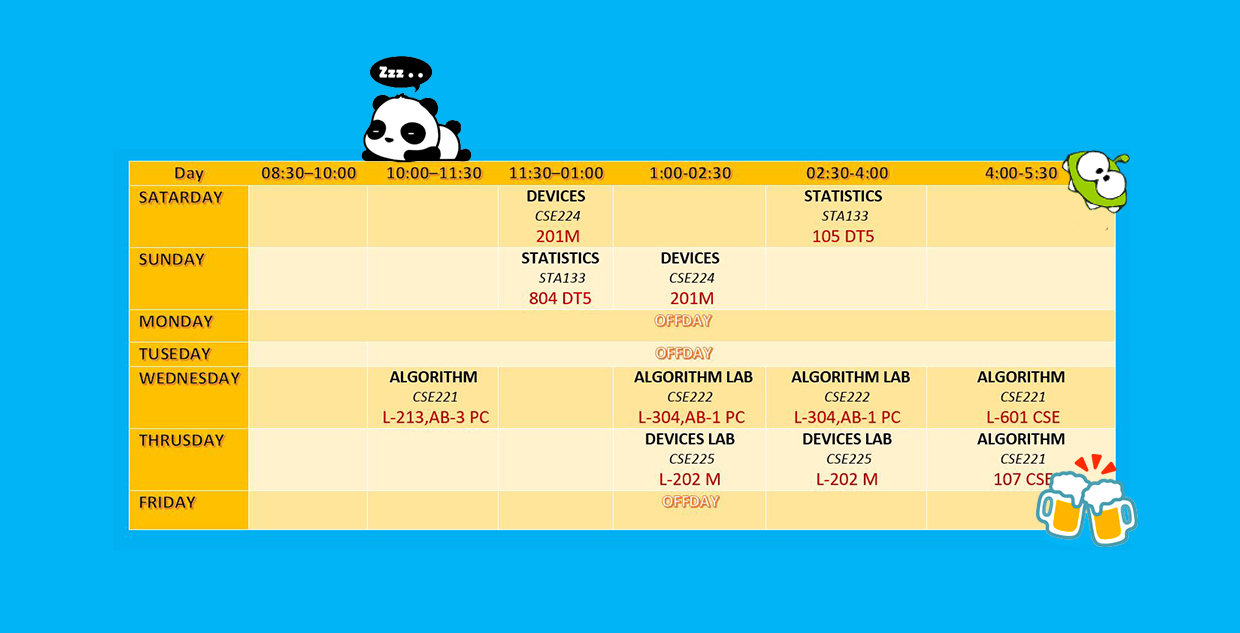 Zzz . .
Day 08:30–10:00 10:00–11:30 11:30–01:00 1:00-02:30 02:30-4:00 4:00-5:30
SATARDAY DEVICES STATISTICS
CSE224 STA133
201M 105 DT5
SUNDAY STATISTICS DEVICES
STA133 CSE224
804 DT5 201M
MONDAY OFFDAY
TUSEDAY OFFDAY
WEDNESDAY ALGORITHM ALGORITHM LAB ALGORITHM LAB ALGORITHM
CSE221 CSE222 CSE222 CSE221
L-213,AB-3 PC L-304,AB-1 PC L-304,AB-1 PC L-601 CSE
THRUSDAY DEVICES LAB DEVICES LAB ALGORITHM
CSE225 CSE225 CSE221
L-202 M L-202 M 107 CSE
FRIDAY OFFDAY